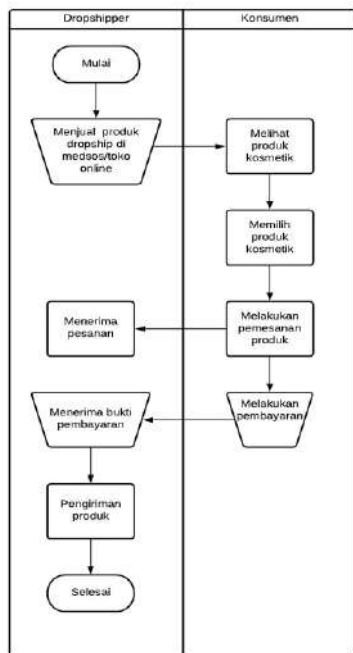 Dropshipper
Konsumen
Mulai
Menjual produk
dropship di
medsos/toko
online
Melihat
produk
kosmetik
Memilih
produk
kosmetik
Melakukan
pemesanan
produk
Menerima
pesanan
Melakukan
pembayaran
Menerima bukti
pembayaran
Pengiriman
produk
Selesai